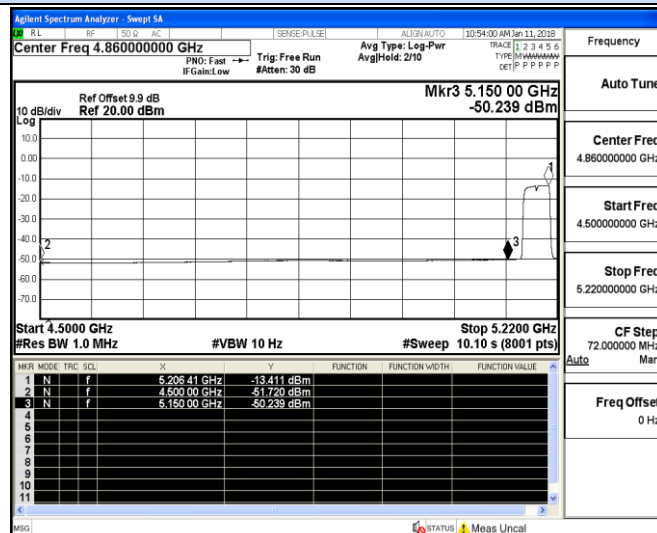 Agilent Spectrum Analyzer - Swept SA
RL RF 50 Ω AC SENSE:PULSE ALIGN AUTO 10:54:00 AM Jan 11, 2018
Center Freq 4.860000000 GHz
PNO: Fast
IFGain:Low
Trig: Free Run
#Atten: 30 dB
Avg Type: Log-Pwr
Avg|Hold: 2/10
TRACE 1 2 3 4 5 6
TYPE MWWWWW
DET P P P P P P
Ref Offset 9.9 dB
Ref 20.00 dBm
10 dB/div
Log
Mkr3 5.150 00 GHz
-50.239 dBm
10.0
0.00
-10.0
-20.0
-30.0
-40.0
-50.0
-60.0
-70.0
1
2
3
Start 4.5000 GHz
Stop 5.2200 GHz
#Res BW 1.0 MHz #VBW 10 Hz #Sweep 10.10 s (8001 pts)
MKR MODE TRC SCL X Y FUNCTION FUNCTION WIDTH FUNCTION VALUE
1 N f 5.206 41 GHz -13.411 dBm
2 N f 4.500 00 GHz -51.720 dBm
3 N f 5.150 00 GHz -50.239 dBm
4
5
6
7
8
9
10
11
MSG STATUS Meas Uncal
Frequency
Auto Tune
Center Freq
4.860000000 GHz
Start Freq
4.500000000 GHz
Stop Freq
5.220000000 GHz
CF Step
72.000000 MHz
Auto Man
Freq Offset
0 Hz